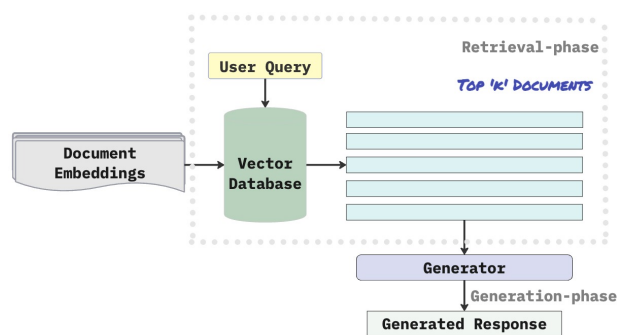 Retrieval-phase
User Query
TOP 'K' DOCUMENTS
Document
Embeddings
Vector
Database
Generator
Generation-phase
Generated Response